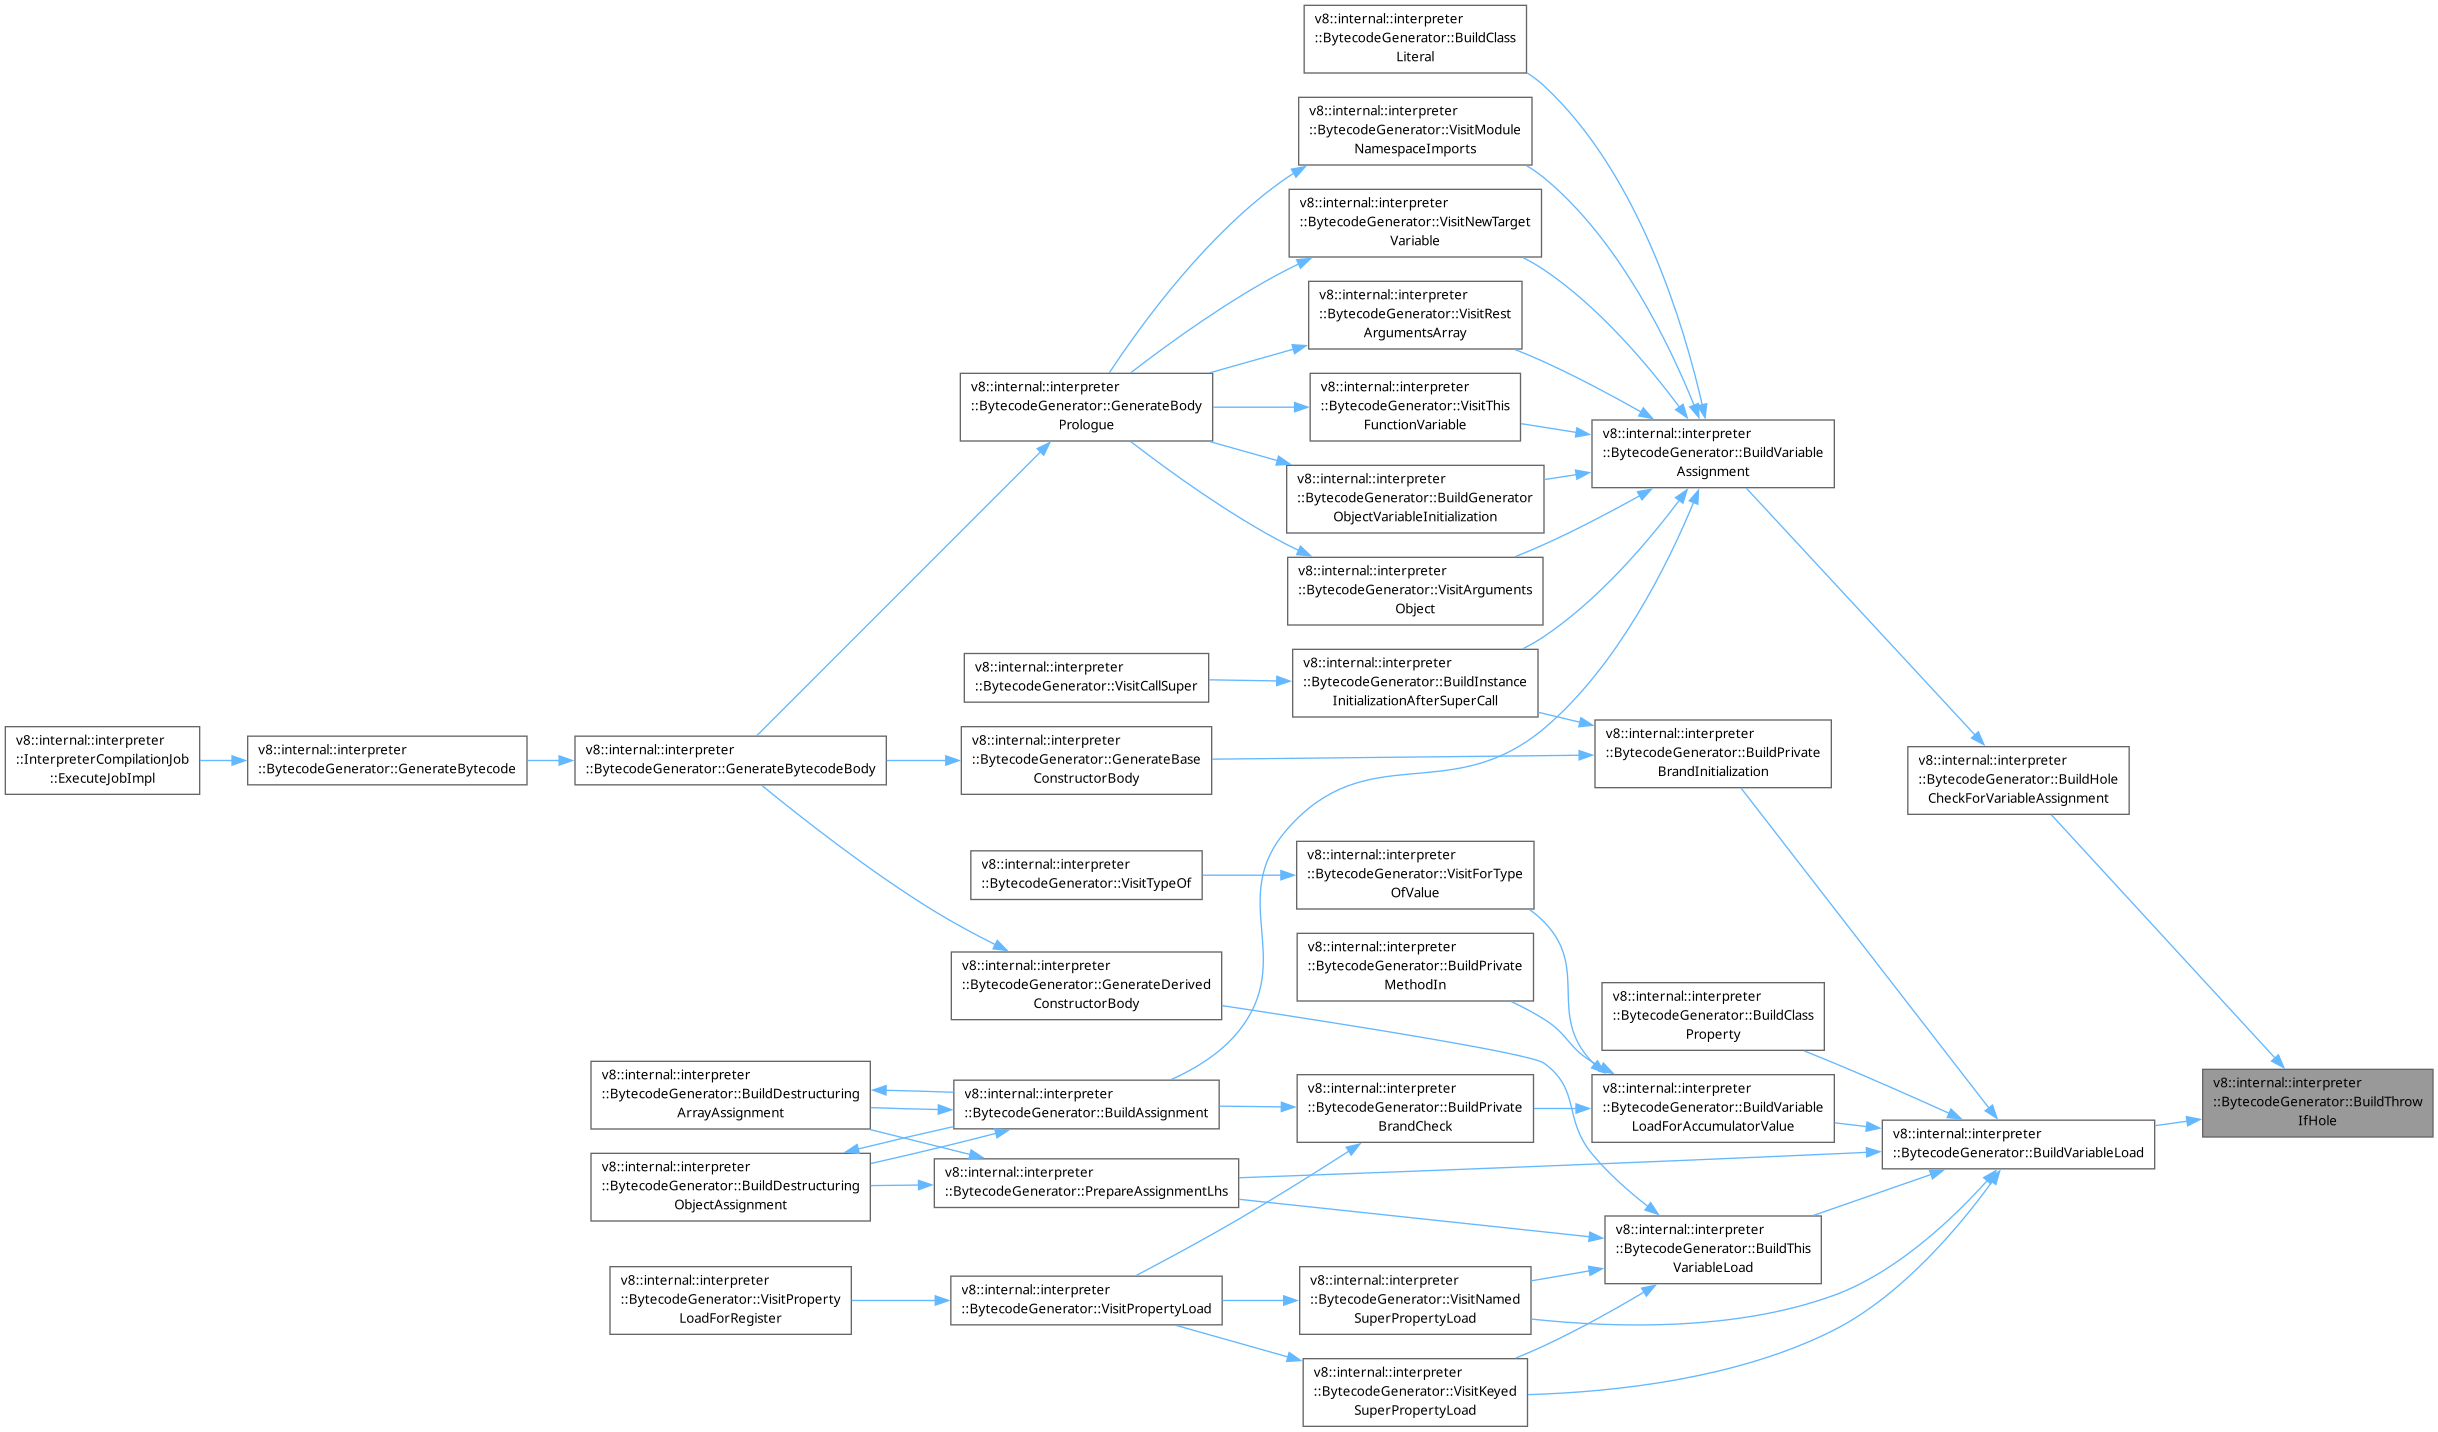 v8::internal::interpreter
::BytecodeGenerator::BuildClass
Literal
v8::internal::interpreter
::BytecodeGenerator::VisitModule
NamespaceImports
v8::internal::interpreter
::BytecodeGenerator::VisitNewTarget
Variable
v8::internal::interpreter
::BytecodeGenerator::VisitRest
ArgumentsArray
v8::internal::interpreter
::BytecodeGenerator::GenerateBody
Prologue
v8::internal::interpreter
::BytecodeGenerator::VisitThis
FunctionVariable
v8::internal::interpreter
::BytecodeGenerator::BuildVariable
Assignment
v8::internal::interpreter
::BytecodeGenerator::BuildGenerator
ObjectVariableInitialization
v8::internal::interpreter
::BytecodeGenerator::VisitArguments
Object
v8::internal::interpreter
::BytecodeGenerator::VisitCallSuper
v8::internal::interpreter
::BytecodeGenerator::BuildInstance
InitializationAfterSuperCall
v8::internal::interpreter
::InterpreterCompilationJob
::ExecuteJobImpl
v8::internal::interpreter
::BytecodeGenerator::GenerateBytecode
v8::internal::interpreter
::BytecodeGenerator::GenerateBytecodeBody
v8::internal::interpreter
::BytecodeGenerator::GenerateBase
ConstructorBody
v8::internal::interpreter
::BytecodeGenerator::BuildPrivate
BrandInitialization
v8::internal::interpreter
::BytecodeGenerator::BuildHole
CheckForVariableAssignment
v8::internal::interpreter
::BytecodeGenerator::VisitTypeOf
v8::internal::interpreter
::BytecodeGenerator::VisitForType
OfValue
v8::internal::interpreter
::BytecodeGenerator::GenerateDerived
ConstructorBody
v8::internal::interpreter
::BytecodeGenerator::BuildPrivate
MethodIn
v8::internal::interpreter
::BytecodeGenerator::BuildClass
Property
v8::internal::interpreter
::BytecodeGenerator::BuildDestructuring
ArrayAssignment
v8::internal::interpreter
::BytecodeGenerator::BuildAssignment
v8::internal::interpreter
::BytecodeGenerator::BuildPrivate
BrandCheck
v8::internal::interpreter
::BytecodeGenerator::BuildVariable
LoadForAccumulatorValue
v8::internal::interpreter
::BytecodeGenerator::BuildThrow
IfHole
v8::internal::interpreter
::BytecodeGenerator::BuildVariableLoad
v8::internal::interpreter
::BytecodeGenerator::BuildDestructuring
ObjectAssignment
v8::internal::interpreter
::BytecodeGenerator::PrepareAssignmentLhs
v8::internal::interpreter
::BytecodeGenerator::BuildThis
VariableLoad
v8::internal::interpreter
::BytecodeGenerator::VisitProperty
LoadForRegister
v8::internal::interpreter
::BytecodeGenerator::VisitPropertyLoad
v8::internal::interpreter
::BytecodeGenerator::VisitNamed
SuperPropertyLoad
v8::internal::interpreter
::BytecodeGenerator::VisitKeyed
SuperPropertyLoad